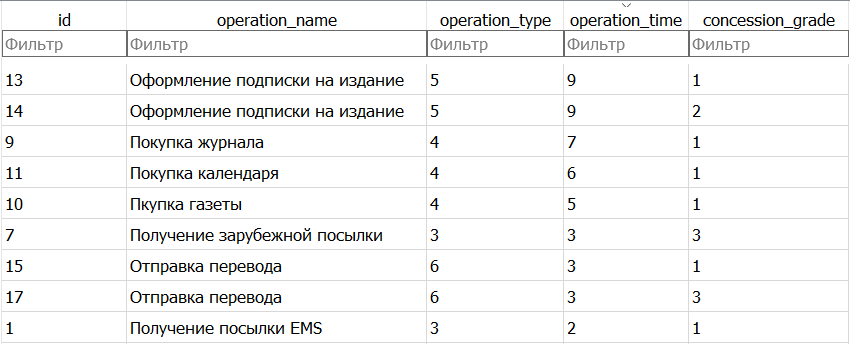 id operation_name operation_type operation_time concession_grade
Фильтр Фильтр Фильтр Фильтр Фильтр
13 Оформление подписки на издание 5 9 1
14 Оформление подписки на издание 5 9 2
9 Покупка журнала 4 7 1
11 Покупка календаря 4 6 1
10 Пкупка газеты 4 5 1
7 Получение зарубежной посылки 3 3 3
15 Отправка перевода 6 3 1
17 Отправка перевода 6 3 3
1 Получение посылки EMS 3 2 1